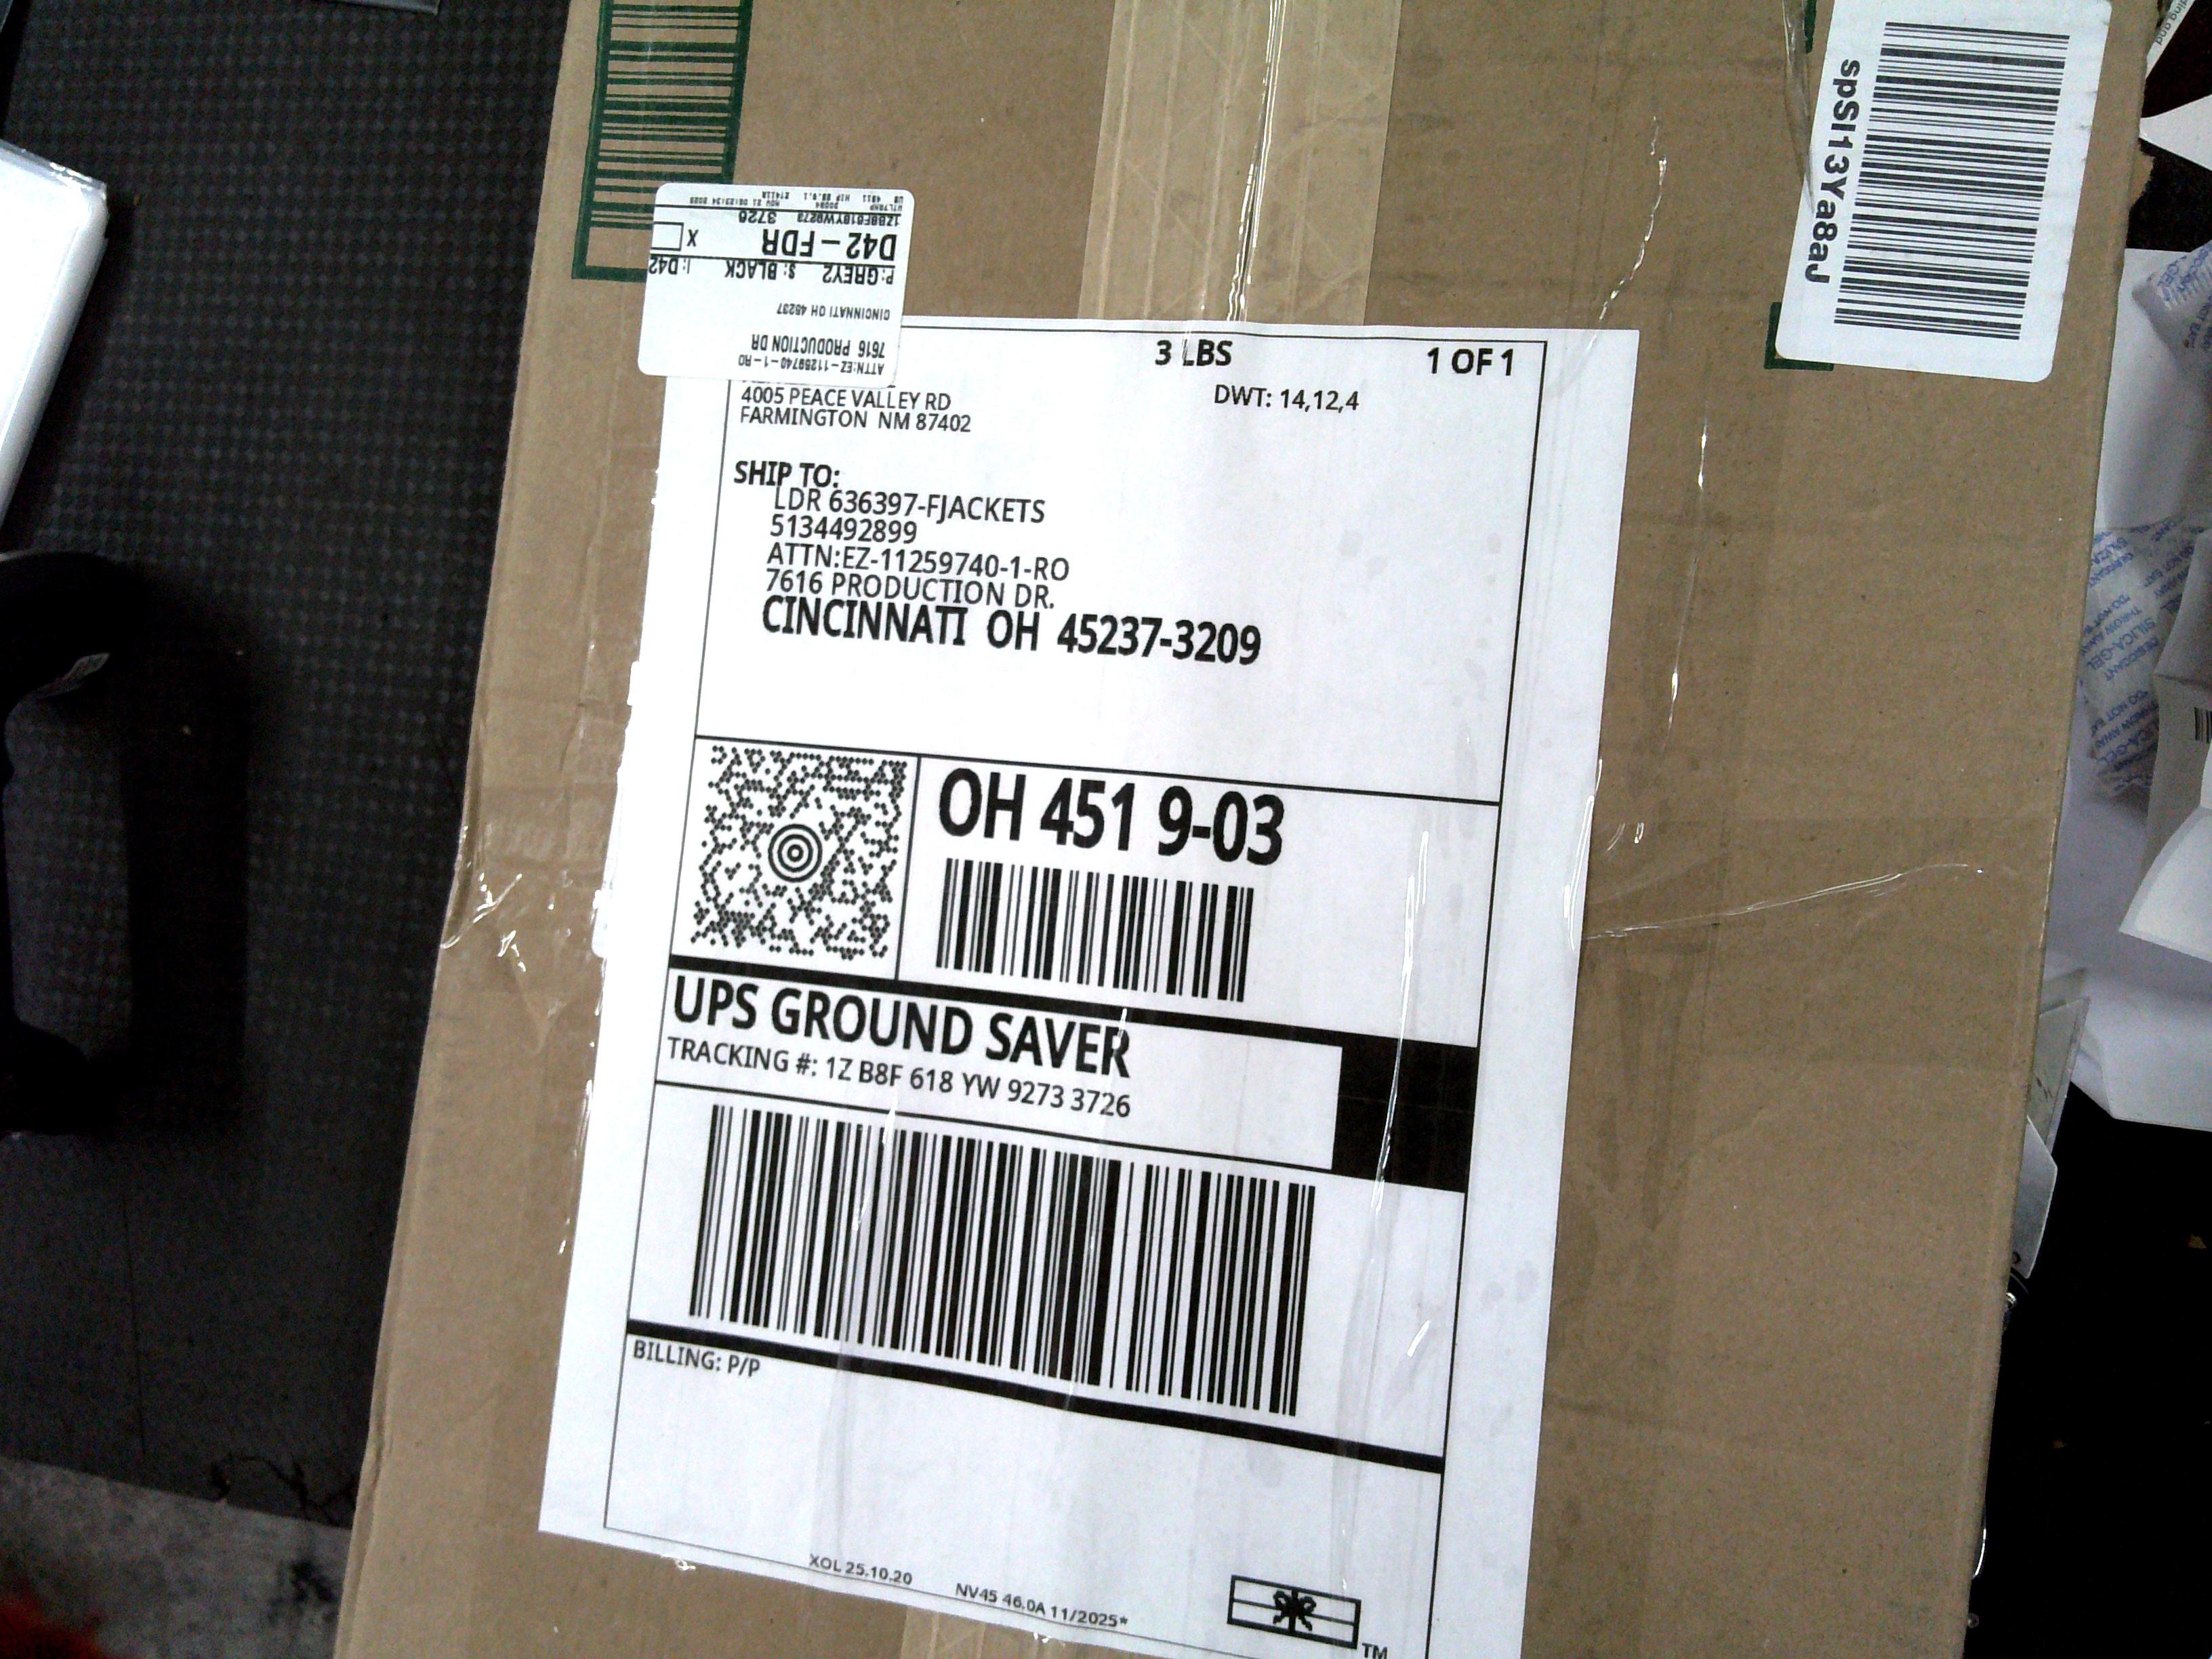 spSI13Ya8aJ
ATTN:EZ-11259740-1-RO
7616 PRODUCTION DR
CINCINNATI OH 45237
P:GREY2 S: BLACK I: D42
D42-FDR X
1ZB8F618YW9273 3726
3 LBS 1 OF 1
DWT: 14,12,4
4005 PEACE VALLEY RD
FARMINGTON NM 87402
SHIP TO:
LDR 636397-FJACKETS
5134492899
ATTN:EZ-11259740-1-RO
7616 PRODUCTION DR.
CINCINNATI OH 45237-3209
OH 451 9-03
UPS GROUND SAVER
TRACKING #: 1Z B8F 618 YW 9273 3726
BILLING: P/P
XOL 25.10.20 NV45 46.0A 11/2025*
TM